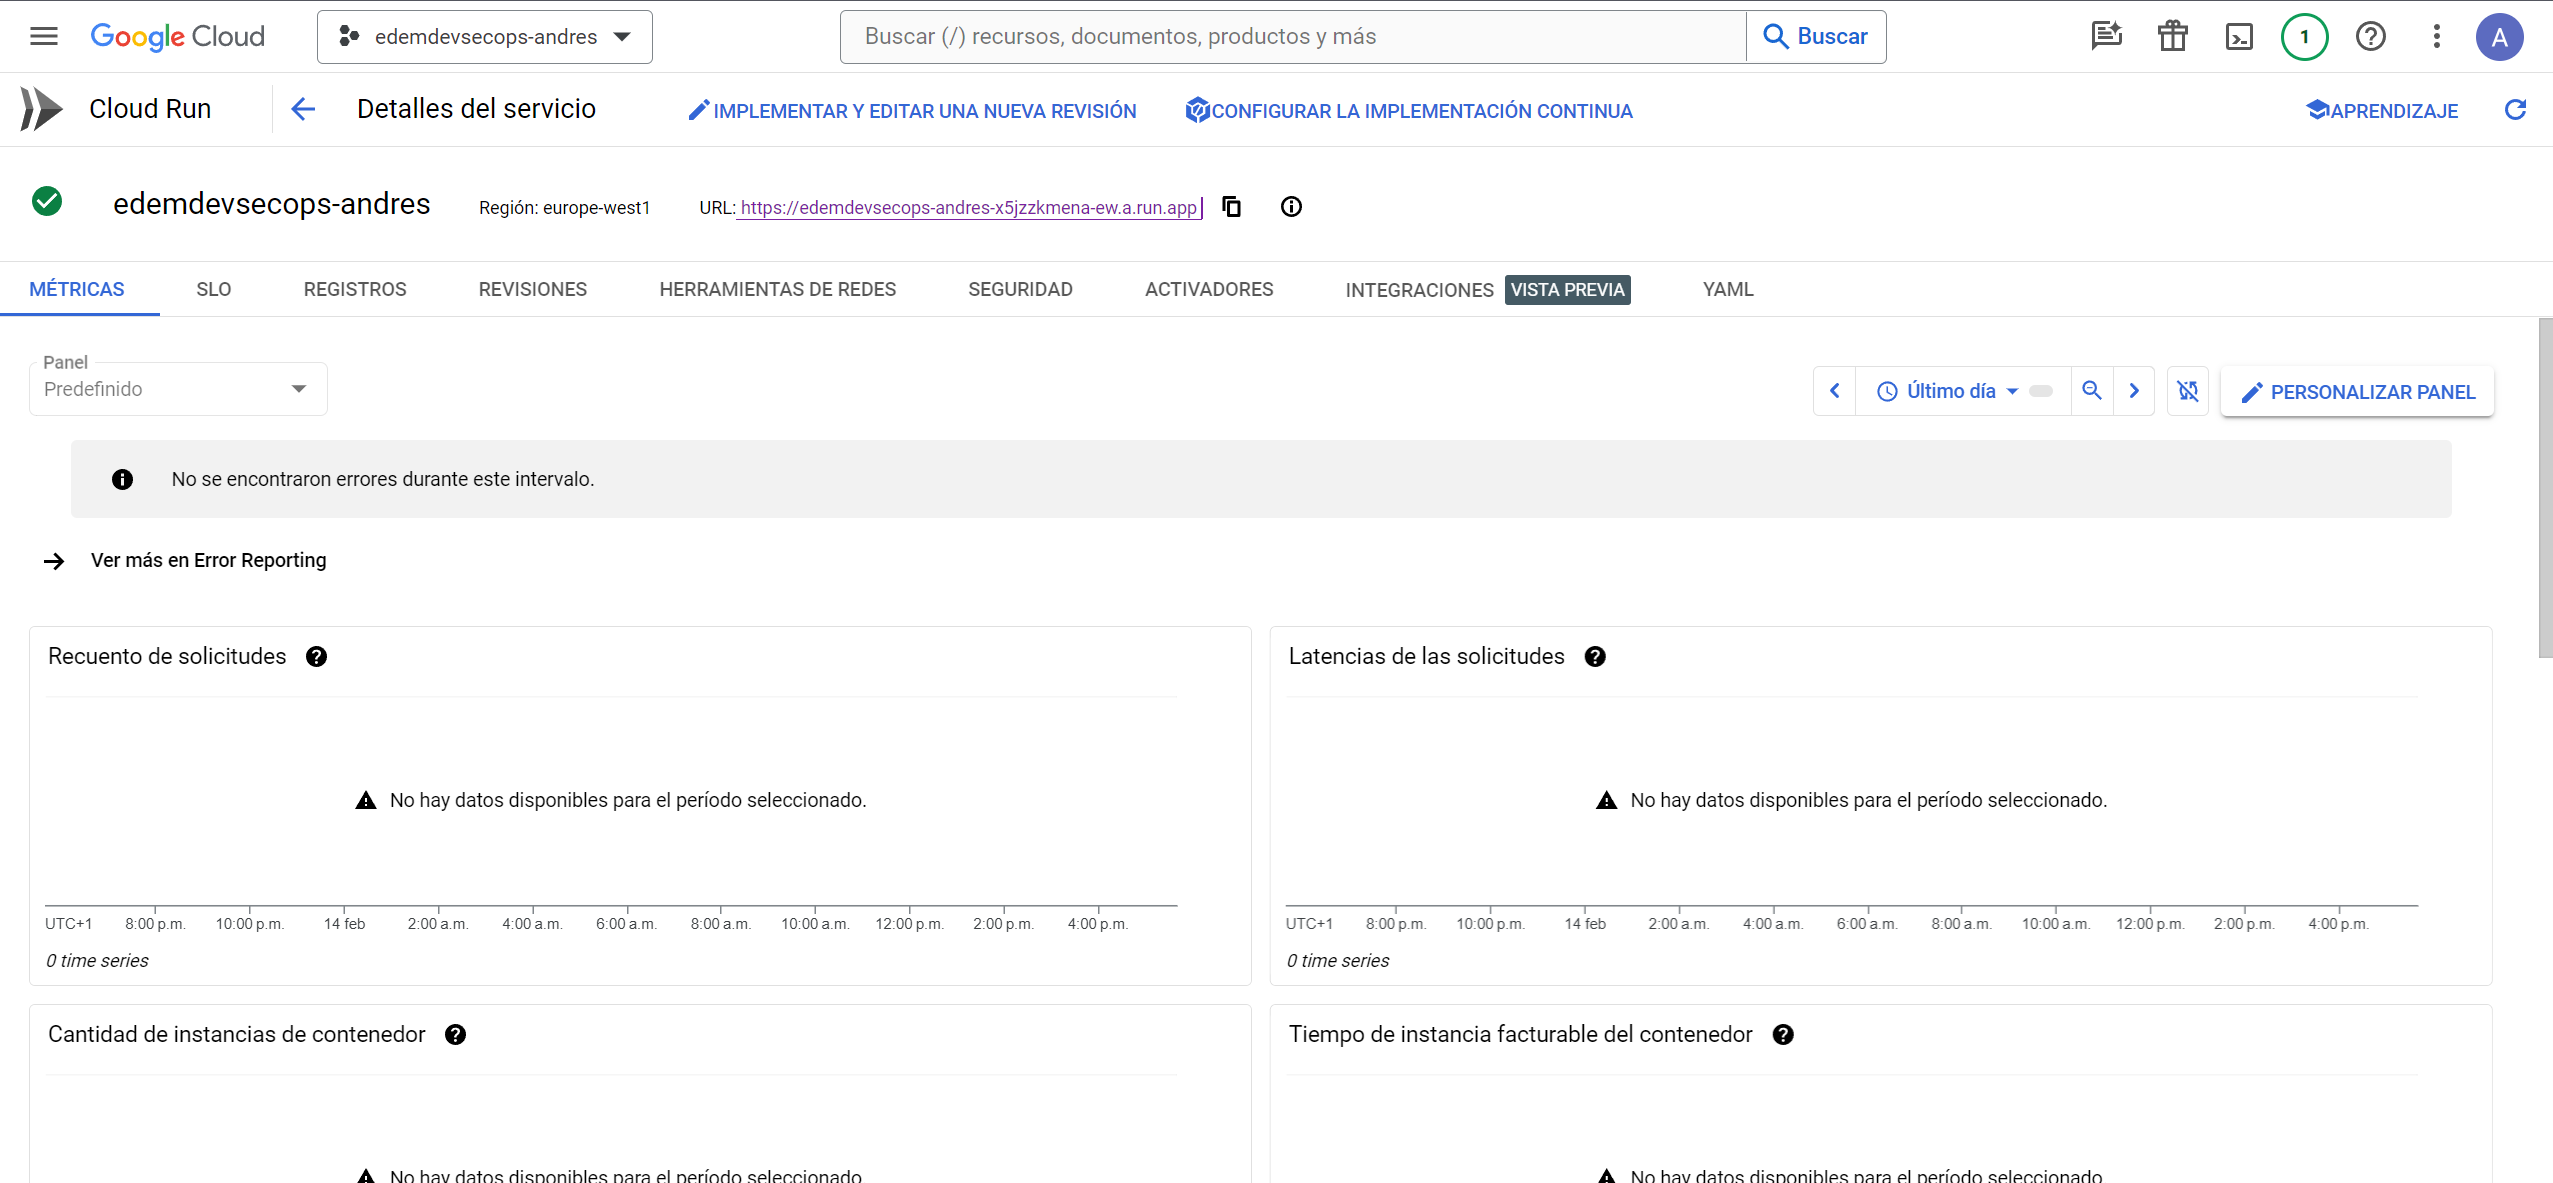 Google Cloud
edemdevsecops-andres
Buscar (/) recursos, documentos, productos y más
Buscar
1
A
Cloud Run
Detalles del servicio
IMPLEMENTAR Y EDITAR UNA NUEVA REVISIÓN
CONFIGURAR LA IMPLEMENTACIÓN CONTINUA
APRENDIZAJE
edemdevsecops-andres
Región: europe-west1
URL: https://edemdevsecops-andres-x5jzzkmena-ew.a.run.app
MÉTRICAS
SLO
REGISTROS
REVISIONES
HERRAMIENTAS DE REDES
SEGURIDAD
ACTIVADORES
INTEGRACIONES
VISTA PREVIA
YAML
Panel
Predefinido
Último día
PERSONALIZAR PANEL
No se encontraron errores durante este intervalo.
Ver más en Error Reporting
Recuento de solicitudes
No hay datos disponibles para el período seleccionado.
UTC+1 8:00 p.m. 10:00 p.m. 14 feb 2:00 a.m. 4:00 a.m. 6:00 a.m. 8:00 a.m. 10:00 a.m. 12:00 p.m. 2:00 p.m. 4:00 p.m.
0 time series
Latencias de las solicitudes
No hay datos disponibles para el período seleccionado.
UTC+1 8:00 p.m. 10:00 p.m. 14 feb 2:00 a.m. 4:00 a.m. 6:00 a.m. 8:00 a.m. 10:00 a.m. 12:00 p.m. 2:00 p.m. 4:00 p.m.
0 time series
Cantidad de instancias de contenedor
No hay datos disponibles para el período seleccionado.
Tiempo de instancia facturable del contenedor
No hay datos disponibles para el período seleccionado.